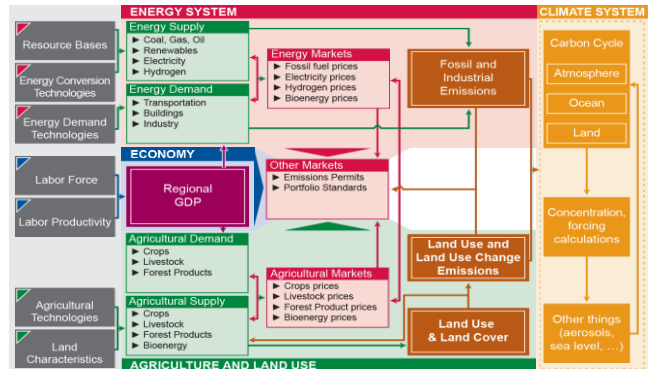 ENERGY SYSTEM
CLIMATE SYSTEM
Resource Bases
Energy Conversion
Technologies
Energy Demand
Technologies
Labor Force
Labor Productivity
Agricultural
Technologies
Land
Characteristics
Energy Supply
► Coal, Gas, Oil
► Renewables
► Electricity
► Hydrogen
Energy Demand
► Transportation
► Buildings
► Industry
Energy Markets
► Fossil fuel prices
► Electricity prices
► Hydrogen prices
► Bioenergy prices
Fossil and
Industrial
Emissions
ECONOMY
Regional
GDP
Other Markets
► Emissions Permits
► Portfolio Standards
Agricultural Demand
► Crops
► Livestock
► Forest Products
Agricultural Supply
► Crops
► Livestock
► Forest Products
► Bioenergy
Agricultural Markets
► Crops prices
► Livestock prices
► Forest Product prices
► Bioenergy prices
Land Use and
Land Use Change
Emissions
Land Use
& Land Cover
AGRICULTURE AND LAND USE
Carbon Cycle
Atmosphere
Ocean
Land
Concentration,
forcing
calculations
Other things
(aerosols,
sea level, ...)